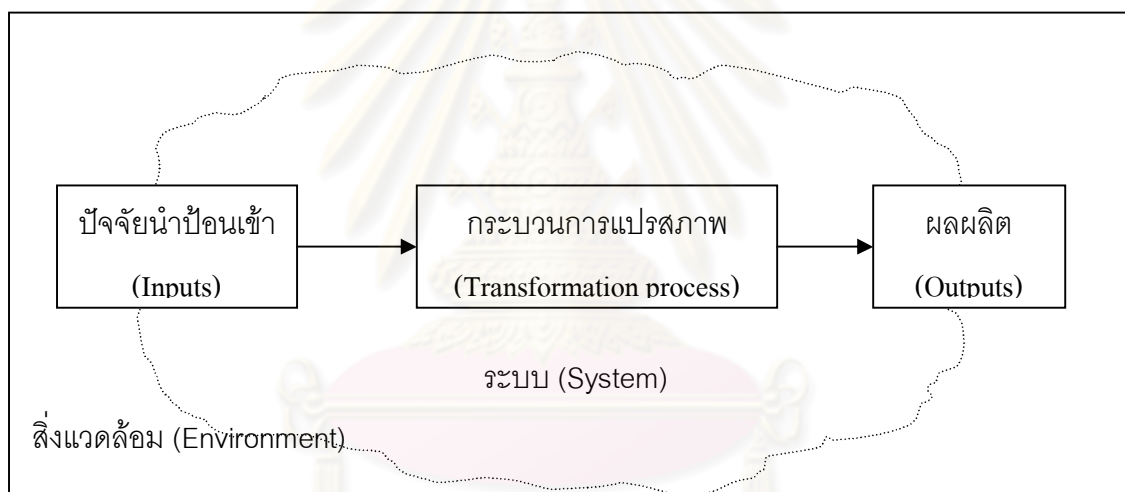 ปัจจัยนำป้อนเข้า
(Inputs)
กระบวนการแปรสภาพ
(Transformation process)
ผลผลิต
(Outputs)
ระบบ (System)
สิ่งแวดล้อม (Environment)